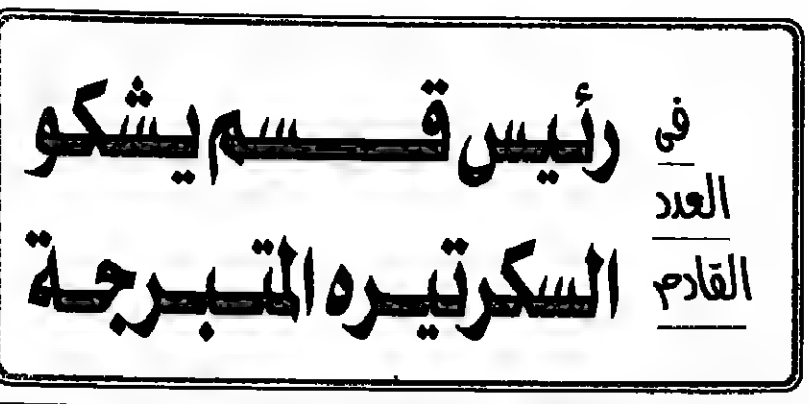 فى
العدد
القادم
رئيس قسم يشكو
السكرتيره المتبرجة